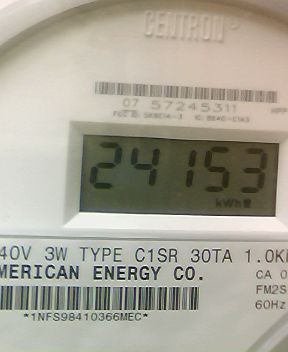 CENTRON®
07 57245311
24153
kWh
40V 3W TYPE C1SR 30TA 1.0K
MERICAN ENERGY CO.
CA 0
FM2S
60Hz
*1NFS98410366MEC*